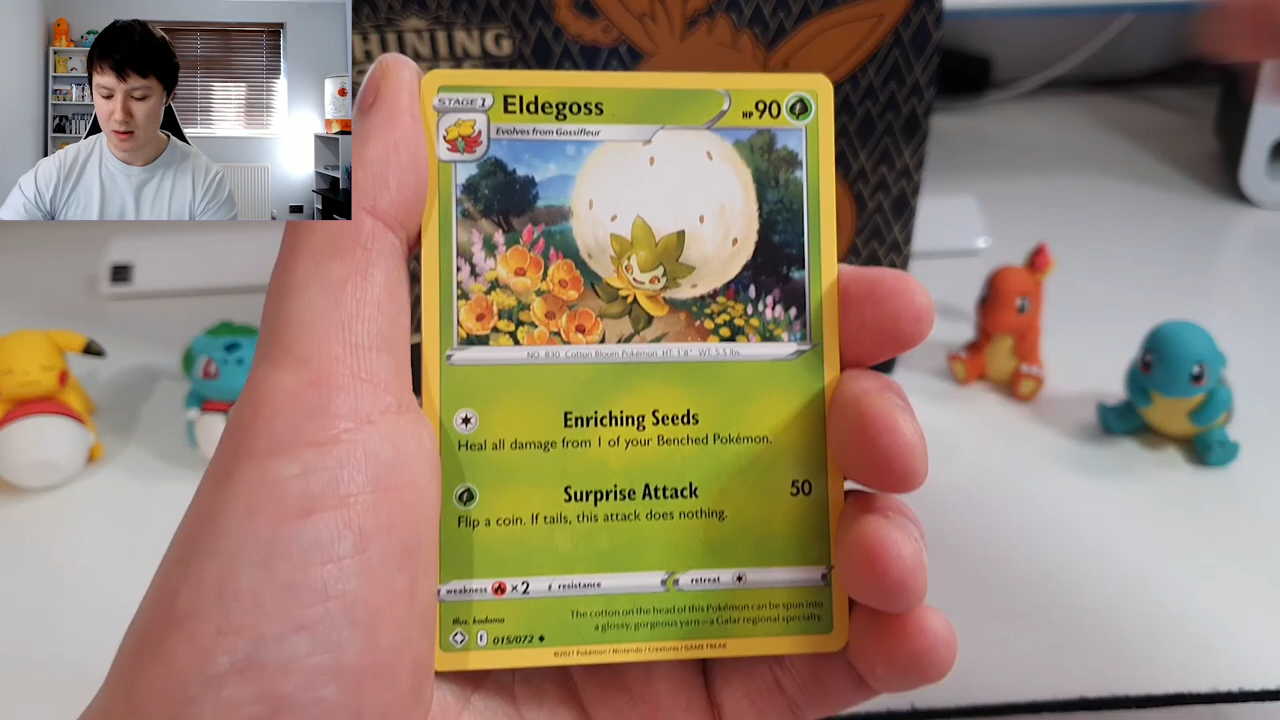 HINING
STAGE 1 Eldegoss HP 90
Evolves from Gossifleur
NO. 830 Cotton Bloom Pokémon HT: 1'8" WT: 5.5 lbs.
Enriching Seeds
Heal all damage from 1 of your Benched Pokémon.
Surprise Attack 50
Flip a coin. If tails, this attack does nothing.
weakness ×2 resistance retreat
Illus. kodama
The cotton on the head of this Pokémon can be spun into
a glossy, gorgeous yarn—a Galar regional specialty.
015/072
©2021 Pokémon / Nintendo / Creatures / GAME FREAK